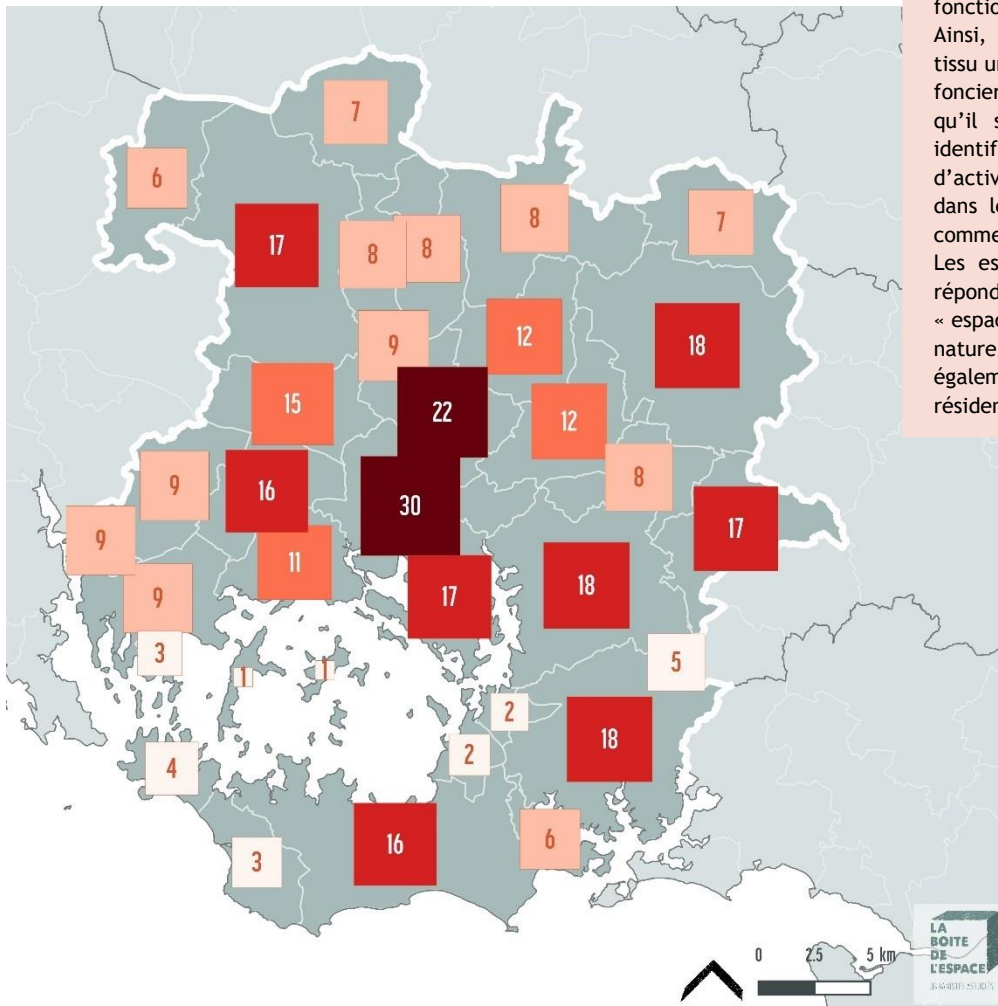 fonctio
Ainsi,
tissu ur
foncier
qu'il s
identif
d'activ
dans le
comme
Les es
répond
« espac
nature
égalem
résider
7
6
8
7
17
8
8
12
18
9
15
22
12
9
16
8
30
17
9
11
18
9
17
3
1
1
5
2
18
2
4
16
6
3
0 2.5 5 km
LA
BOITE
DE
L'ESPACE